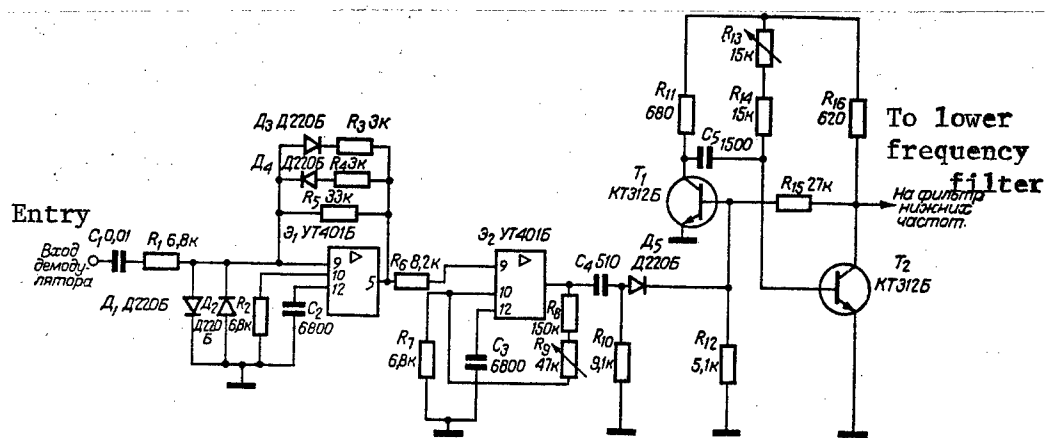 Entry
Вход
демоду-
лятора
C₁ 0,01
R₁ 6,8к
Д₁ Д220Б
Д₂
Д220
Б
R₂
6,8к
C₂
6800
Д₃ Д220Б
R₃ 3к
Д₄
Д220Б
R₄ 3к
R₅ 33к
Э₁ УТ401Б
9
10
12
5
R₆ 8,2к
Э₂ УТ401Б
9
10
12
R₇
6,8к
C₃
6800
R₈
150к
R₉
47к
C₄ 510
R₁₀
9,1к
Д₅
Д220Б
R₁₁
680
C₅ 1500
T₁
КТ312Б
R₁₂
5,1к
R₁₃
15к
R₁₄
15к
R₁₅ 27к
R₁₆
620
T₂
КТ312Б
To lower
frequency
filter
На фильтр
нижних
частот